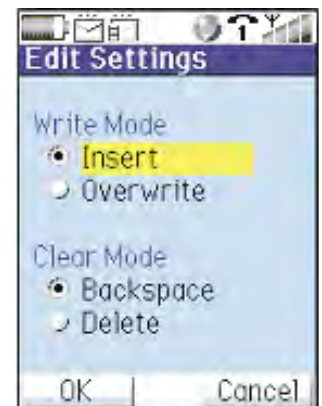 Edit Settings
Write Mode
Insert
Overwrite
Clear Mode
Backspace
Delete
OK Cancel